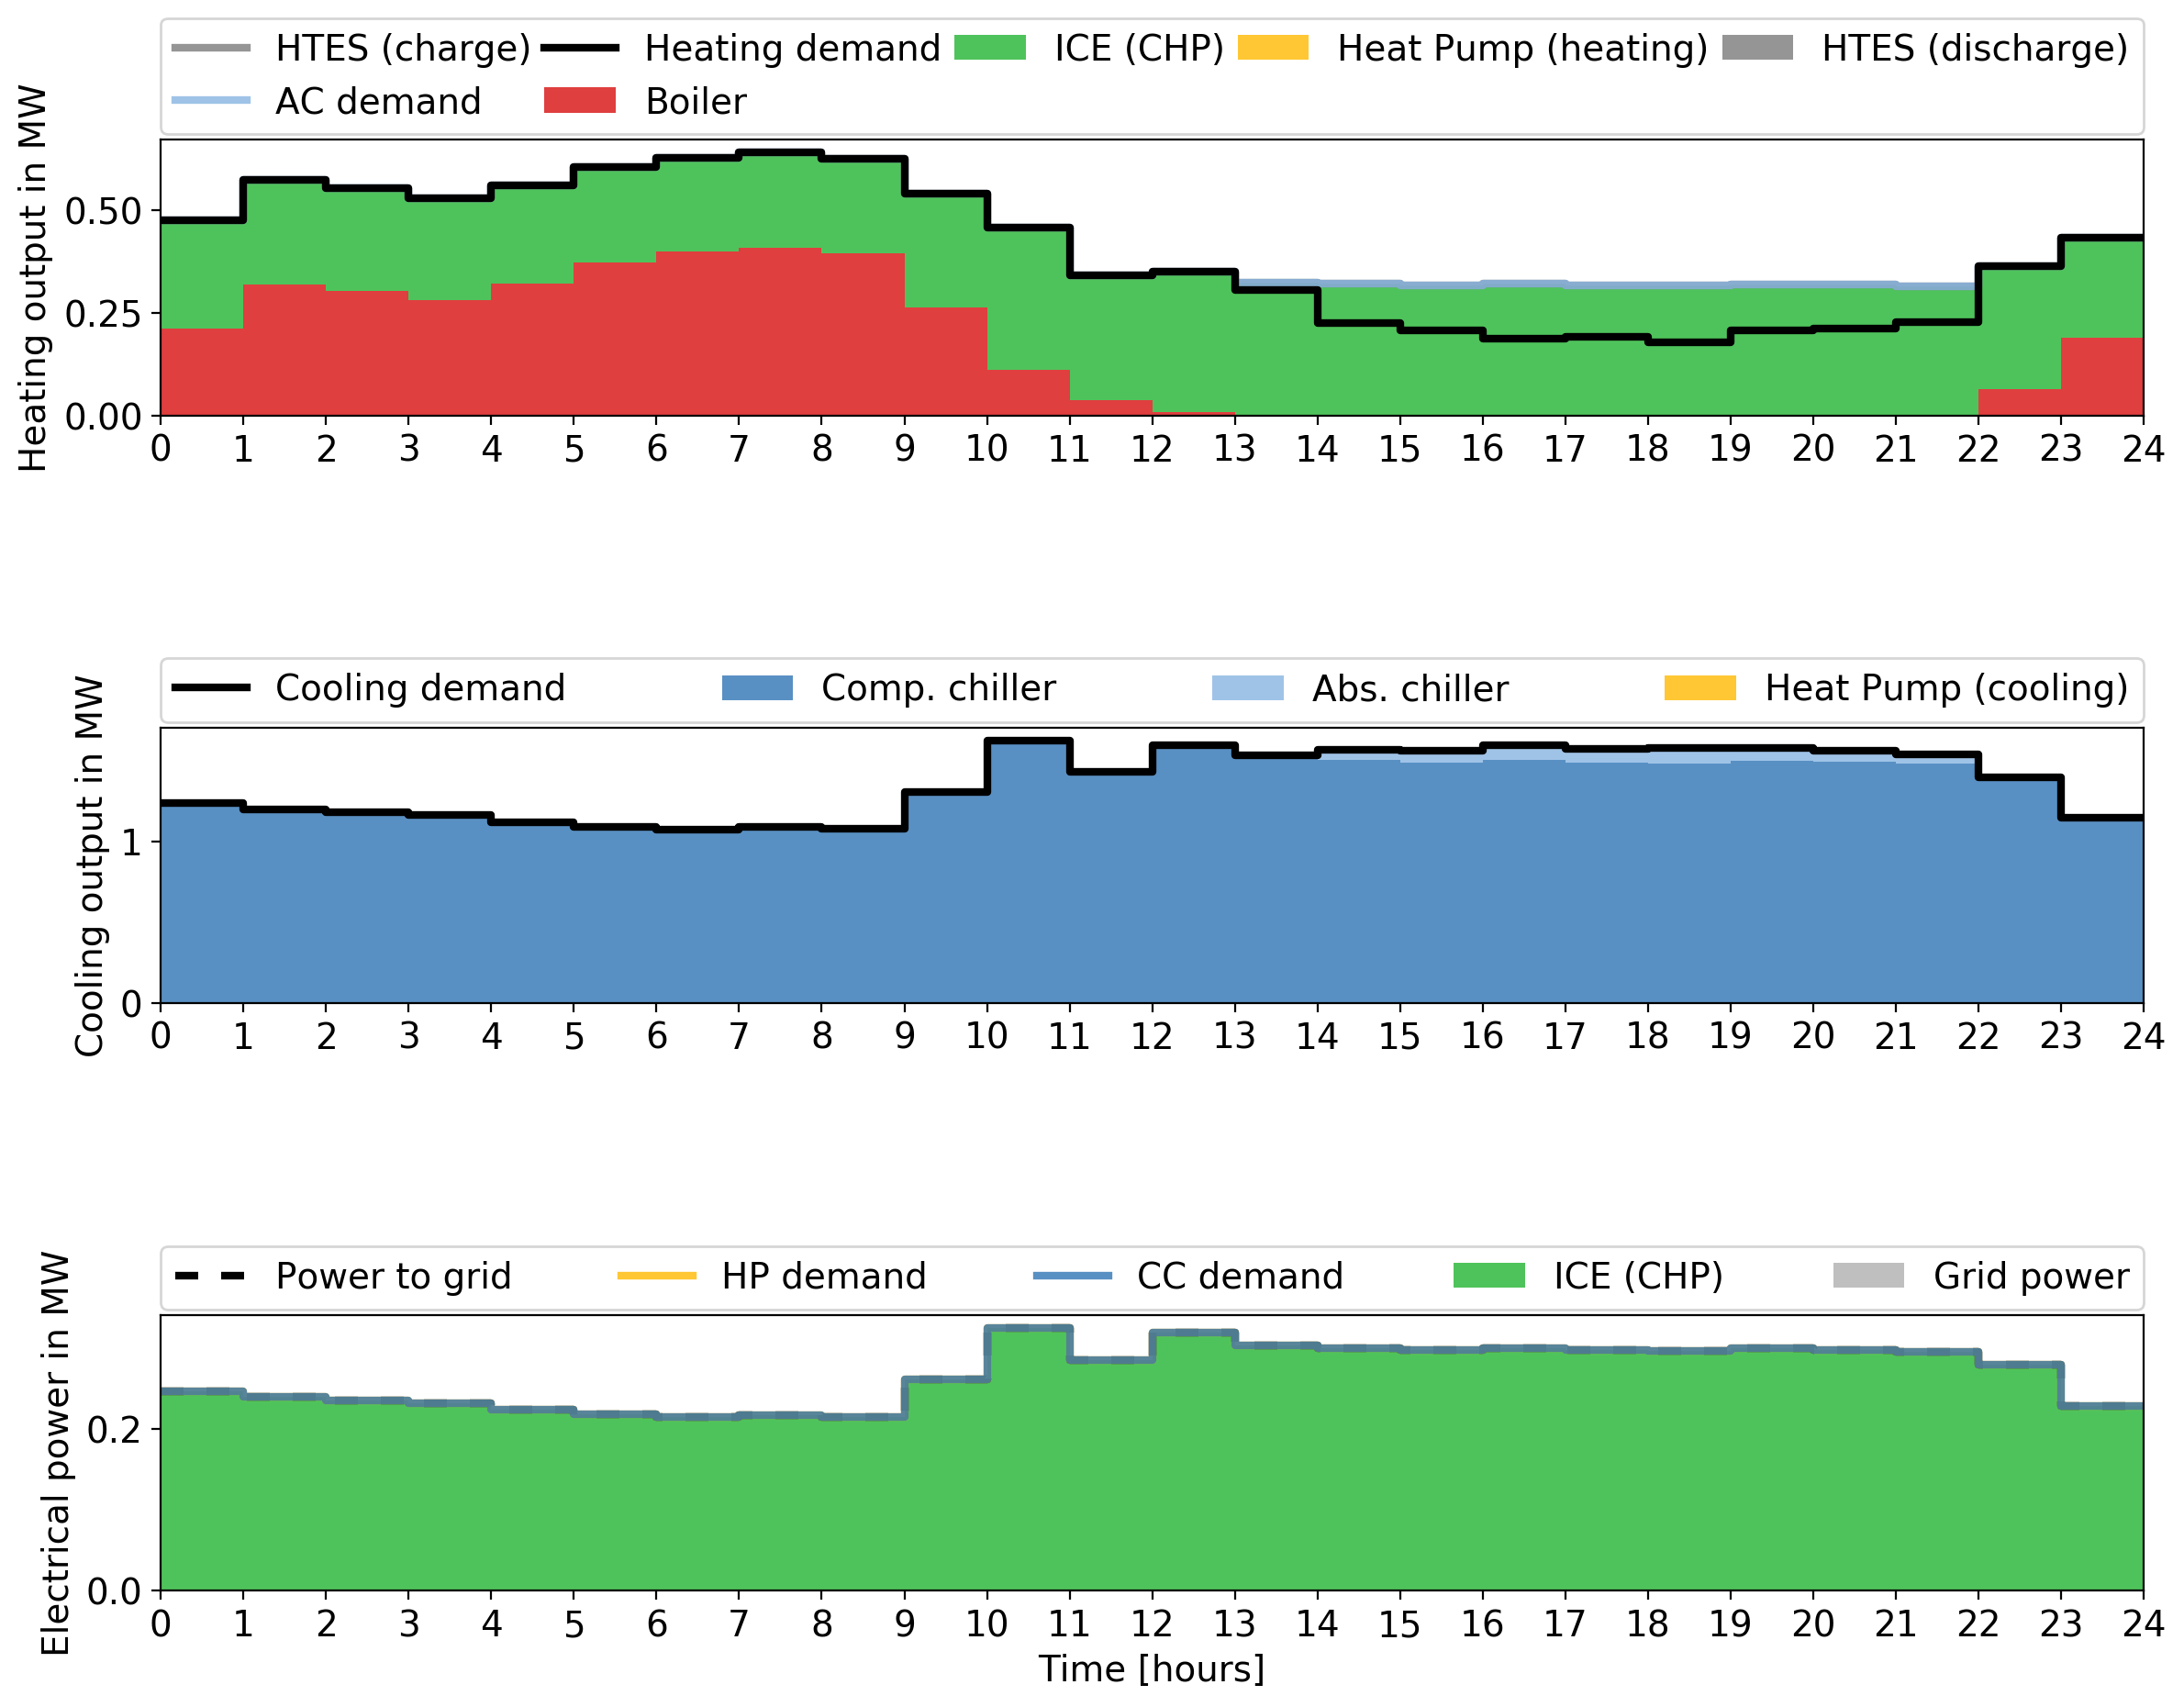 HTES (charge) Heating demand ICE (CHP) Heat Pump (heating) HTES (discharge)
AC demand Boiler
Heating output in MW
0.50
0.25
0.00
0 1 2 3 4 5 6 7 8 9 10 11 12 13 14 15 16 17 18 19 20 21 22 23 24
Cooling demand Comp. chiller Abs. chiller Heat Pump (cooling)
Cooling output in MW
1
0
0 1 2 3 4 5 6 7 8 9 10 11 12 13 14 15 16 17 18 19 20 21 22 23 24
Power to grid HP demand CC demand ICE (CHP) Grid power
Electrical power in MW
0.2
0.0
0 1 2 3 4 5 6 7 8 9 10 11 12 13 14 15 16 17 18 19 20 21 22 23 24
Time [hours]